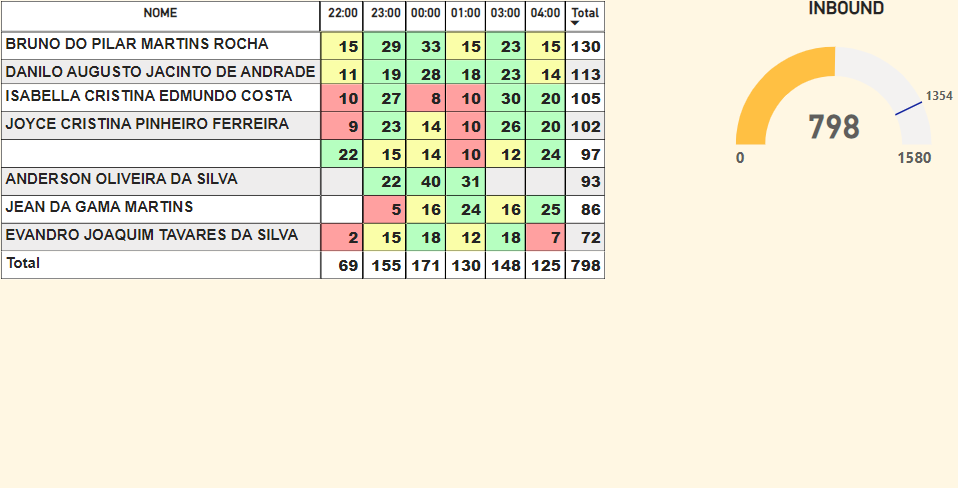 NOME 22:00 23:00 00:00 01:00 03:00 04:00 Total
BRUNO DO PILAR MARTINS ROCHA 15 29 33 15 23 15 130
DANILO AUGUSTO JACINTO DE ANDRADE 11 19 28 18 23 14 113
ISABELLA CRISTINA EDMUNDO COSTA 10 27 8 10 30 20 105
JOYCE CRISTINA PINHEIRO FERREIRA 9 23 14 10 26 20 102
22 15 14 10 12 24 97
ANDERSON OLIVEIRA DA SILVA 22 40 31 93
JEAN DA GAMA MARTINS 5 16 24 16 25 86
EVANDRO JOAQUIM TAVARES DA SILVA 2 15 18 12 18 7 72
Total 69 155 171 130 148 125 798
INBOUND
1354
798
0 1580